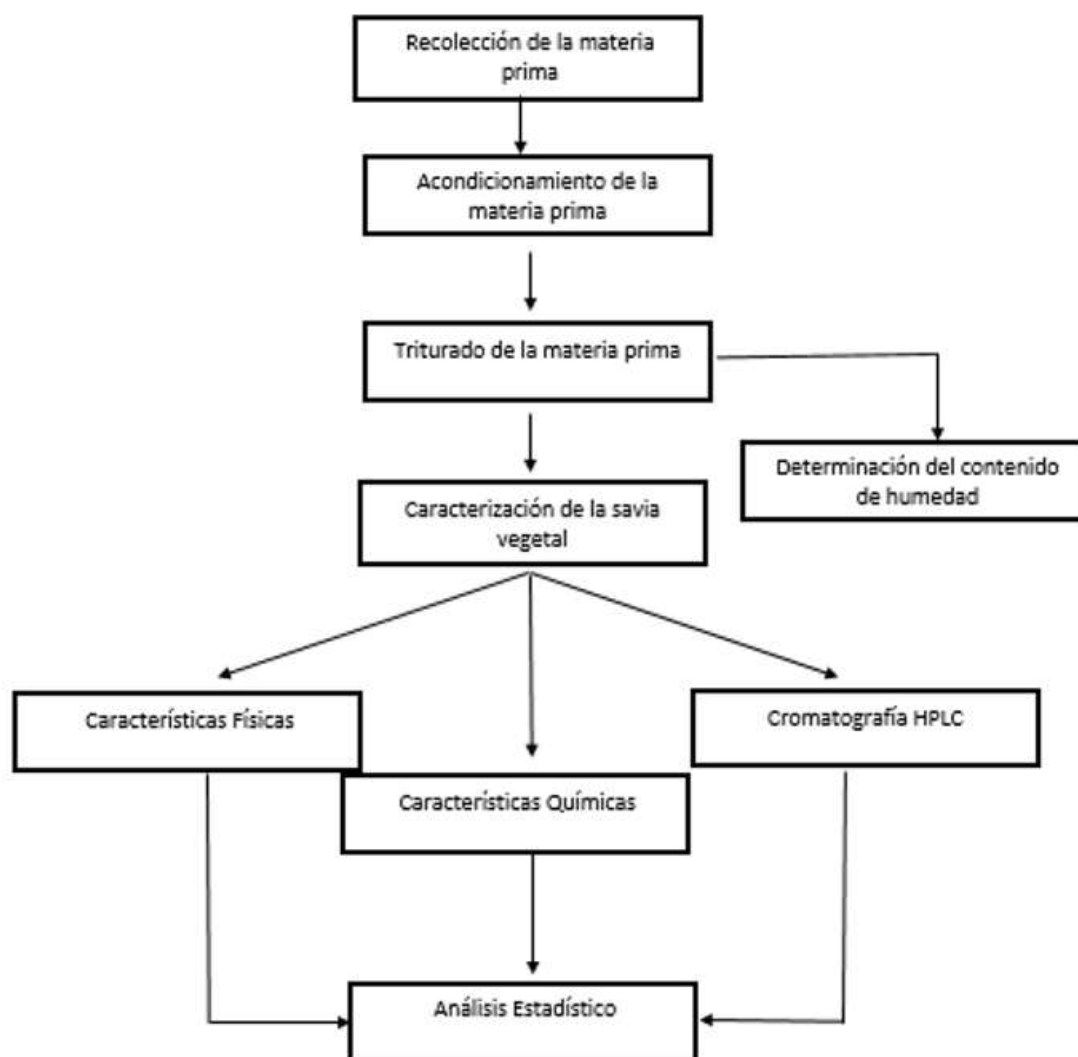 Recolección de la materia
prima
Acondicionamiento de la
materia prima
Triturado de la materia prima
Determinación del contenido
de humedad
Caracterización de la savia
vegetal
Características Físicas
Cromatografía HPLC
Características Químicas
Análisis Estadístico